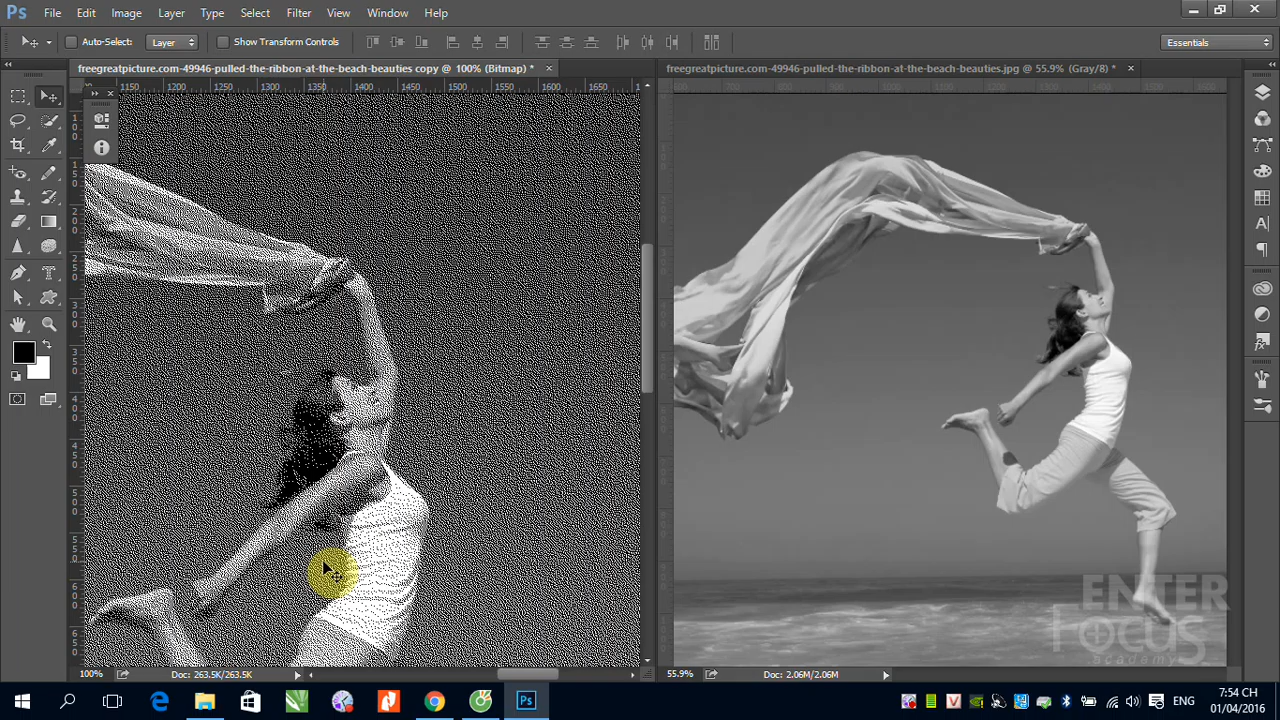 Ps File Edit Image Layer Type Select Filter 3D View Window Help
Auto-Select: Layer Show Transform Controls Essentials
freegreatpicture.com-49946-pulled-the-ribbon-at-the-beach-beauties copy @ 100% (Bitmap) *
freegreatpicture.com-49946-pulled-the-ribbon-at-the-beach-beauties.jpg @ 55.9% (Gray/8) *
1150 1200 1250 1300 1350 1400 1450 1500 1550 1600 1650
ENTER
FOCUS
academy
100% Doc: 263.5K/263.5K
55.9% Doc: 2.06M/2.06M
ENG
7:54 CH
01/04/2016